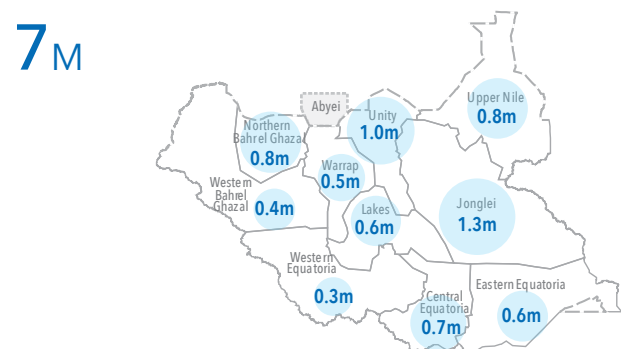 7M
Abyei
Upper Nile
0.8m
Unity
1.0m
Northern
Bahrel Ghazal
0.8m
Warrap
0.5m
Western
Bahrel
Ghazal
0.4m
Lakes
0.6m
Jonglei
1.3m
Western
Equatoria
0.3m
Central
Equatoria
0.7m
Eastern Equatoria
0.6m